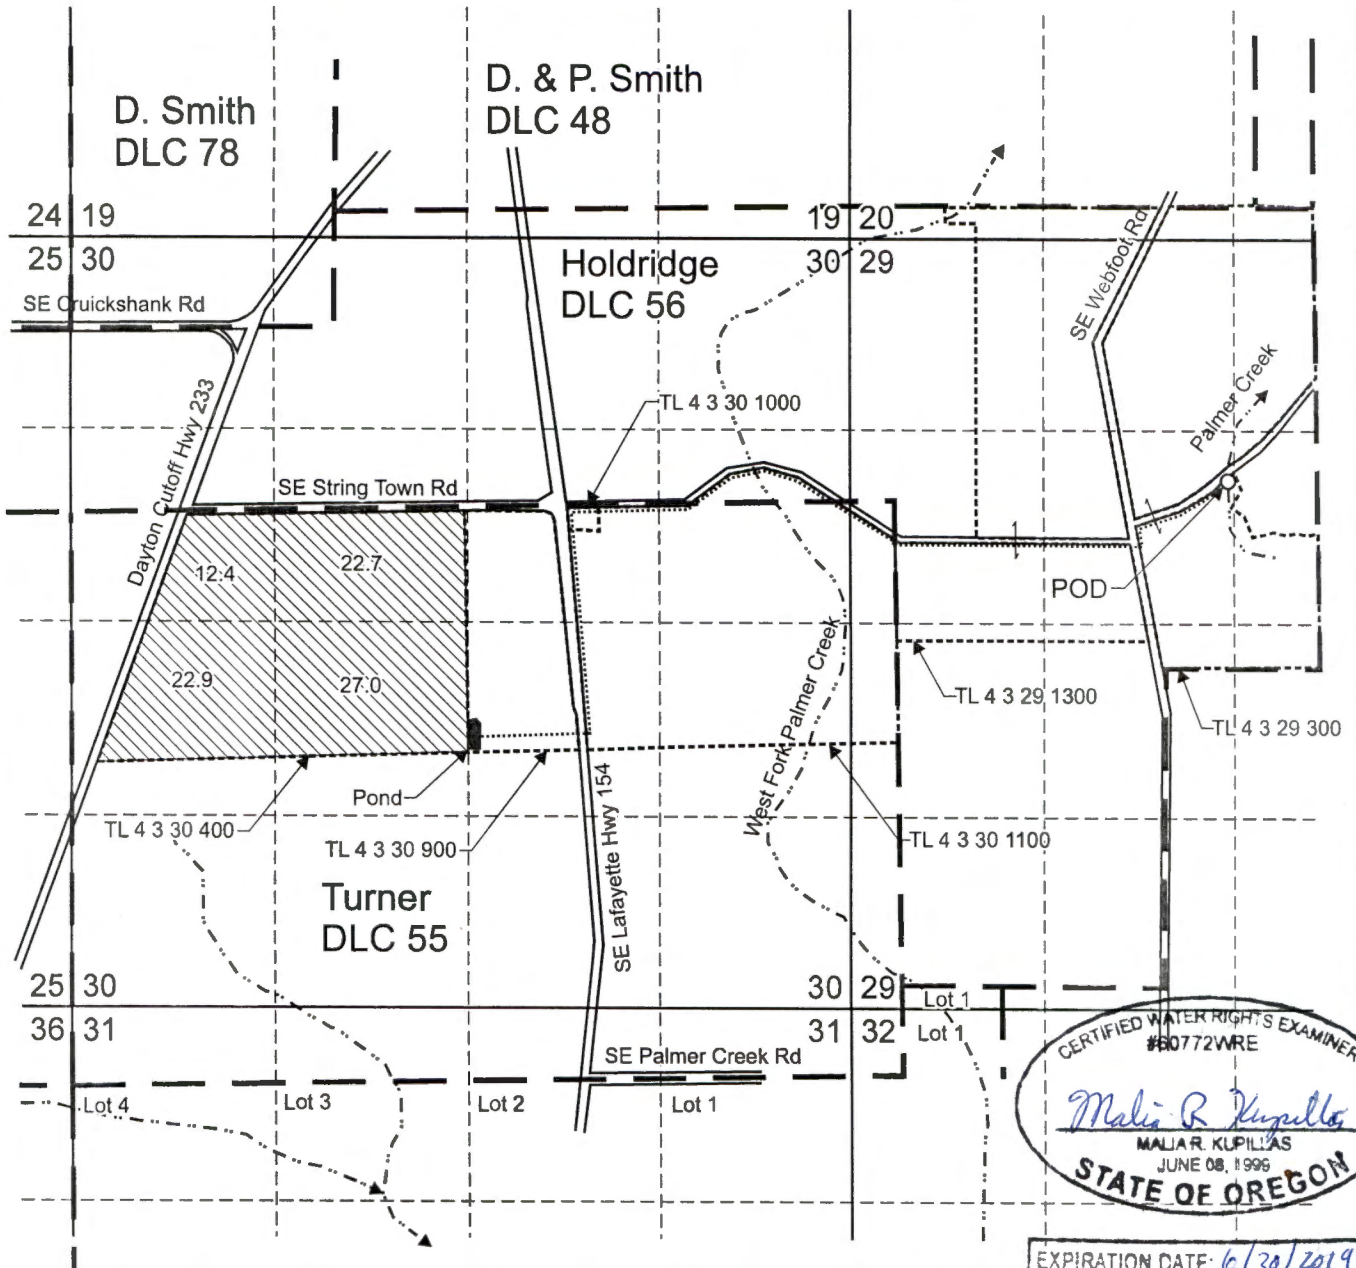 D. Smith
DLC 78
D. & P. Smith
DLC 48
24 19
25 30
19 20
30 29
Holdridge
DLC 56
SE Cruickshank Rd
SE Webfoot Rd
Palmer Creek
TL 4 3 30 1000
Dayton Cutoff Hwy 233
SE String Town Rd
12.4
22.7
22.9
27.0
POD
West Fork Palmer Creek
TL 4 3 29 1300
TL 4 3 29 300
Pond
TL 4 3 30 400
TL 4 3 30 900
TL 4 3 30 1100
SE Lafayette Hwy 154
Turner
DLC 55
25 30
36 31
30 29
31 32
Lot 1
Lot 1
SE Palmer Creek Rd
Lot 4
Lot 3
Lot 2
Lot 1
CERTIFIED WATER RIGHTS EXAMINER
#60772WRE
Malia R Kupillas
MALIA R. KUPILLAS
JUNE 08, 1999
STATE OF OREGON
EXPIRATION DATE: 6/30/2019